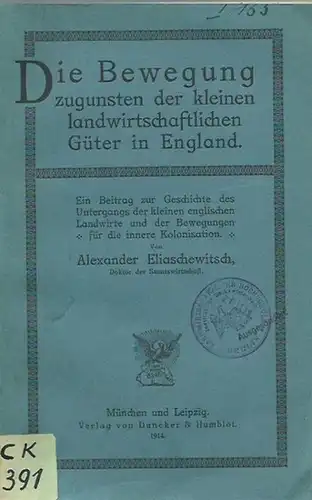 Die Bewegung
zugunsten der kleinen
landwirtschaftlichen
Güter in England.
Ein Beitrag zur Geschichte des
Untergangs der kleinen englischen
Landwirte und der Bewegungen
für die innere Kolonisation.
Von
Alexander Eliaschewitsch,
Doktor der Staatswirtschaft.
München und Leipzig.
Verlag von Duncker & Humblot.
1914.
CK
391